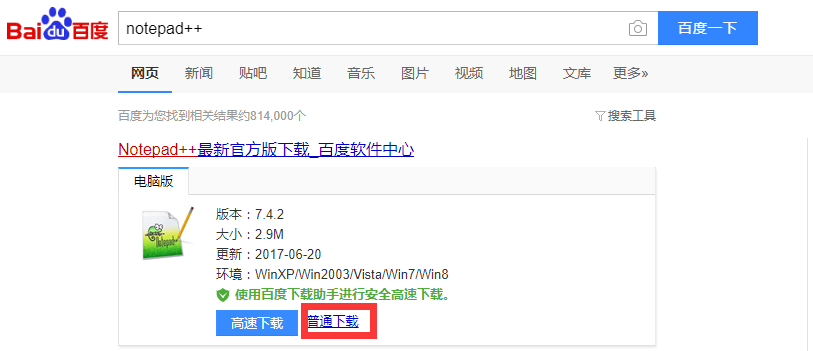 Bai du 百度
notepad++
百度一下
网页 新闻 贴吧 知道 音乐 图片 视频 地图 文库 更多»
百度为您找到相关结果约814,000个
搜索工具
Notepad++最新官方版下载_百度软件中心
电脑版
Notepad++
版本：7.4.2
大小：2.9M
更新：2017-06-20
环境：WinXP/Win2003/Vista/Win7/Win8
使用百度下载助手进行安全高速下载。
高速下载 普通下载